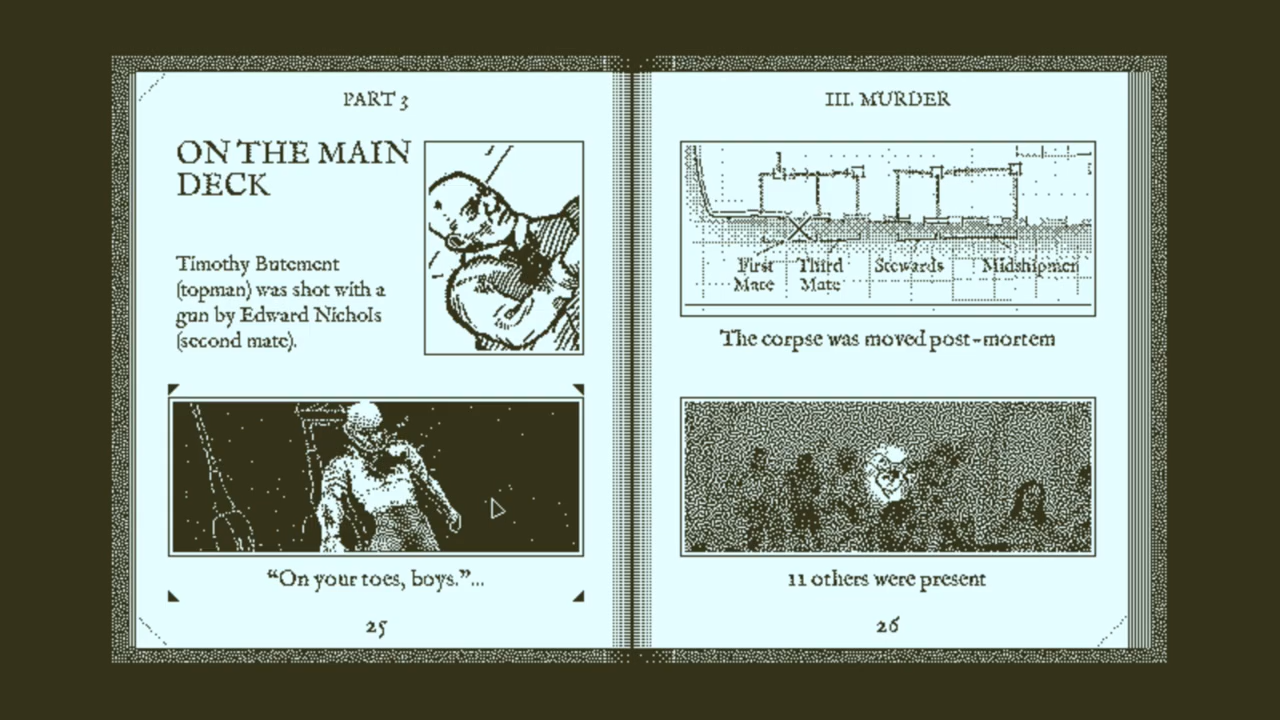 PART 3
ON THE MAIN
DECK
Timothy Butement
(topman) was shot with a
gun by Edward Nichols
(second mate).
“On your toes, boys.”...
25
III. MURDER
First Third Stewards Midshipmen
Mate Mate
The corpse was moved post-mortem
11 others were present
26